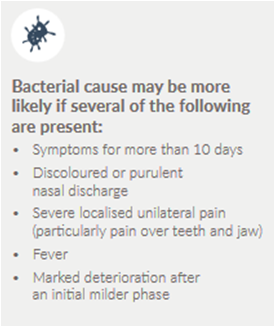 Bacterial cause may be more
likely if several of the following
are present:
• Symptoms for more than 10 days
• Discoloured or purulent
nasal discharge
• Severe localised unilateral pain
(particularly pain over teeth and jaw)
• Fever
• Marked deterioration after
an initial milder phase